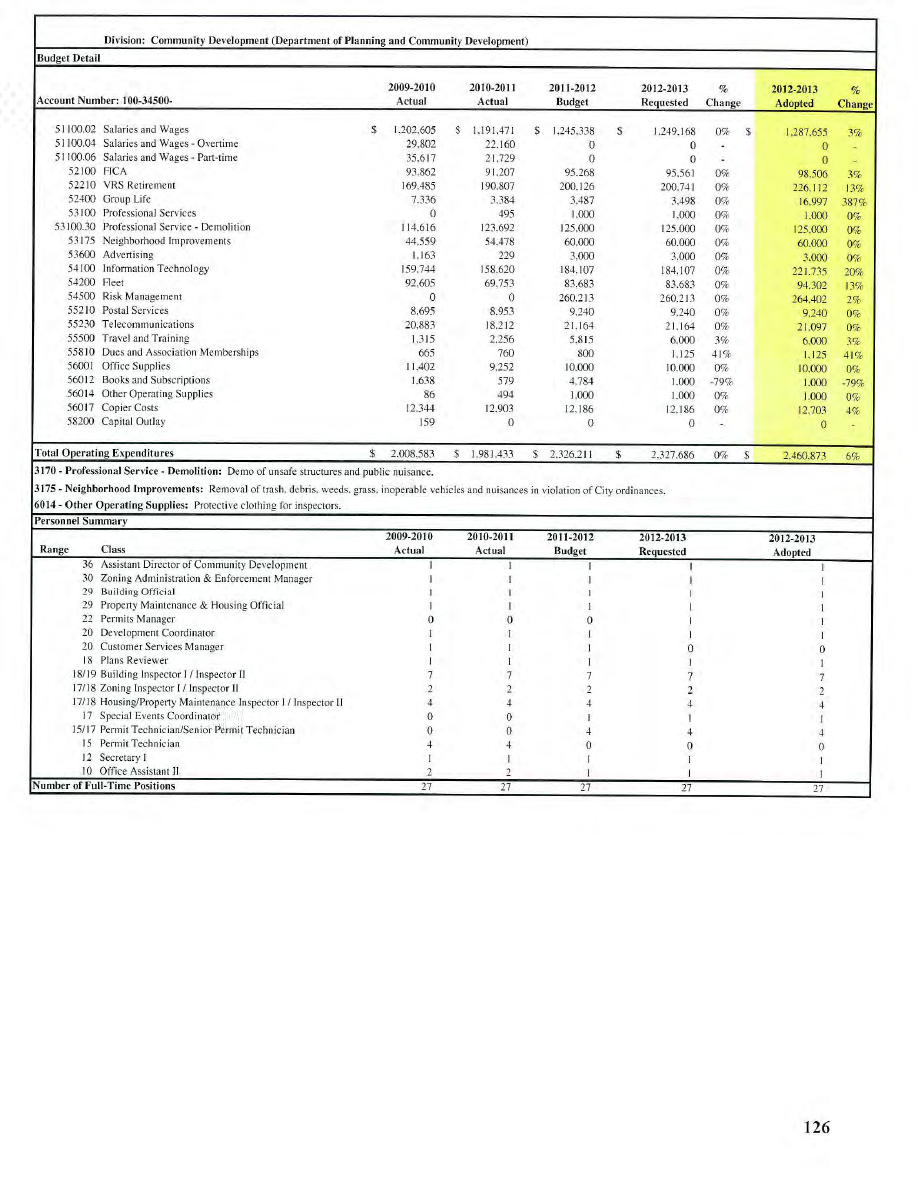 Division: Community Development (Department of Planning and Community Development)
Budget Detail
2009-2010 2010-2011 2011-2012 2012-2013 % 2012-2013 %
Account Number: 100-34500- Actual Actual Budget Requested Change Adopted Change
51100.02 Salaries and Wages $ 1,202,605 $ 1,191,471 $ 1,245,338 $ 1,249,168 0% $ 1,287,655 3%
51100.04 Salaries and Wages - Overtime 29,802 22,160 0 0 - 0 -
51100.06 Salaries and Wages - Part-time 35,617 21,729 0 0 - 0 -
52100 FICA 93,862 91,207 95,268 95,561 0% 98,506 3%
52210 VRS Retirement 169,485 190,807 200,126 200,741 0% 226,112 13%
52400 Group Life 7,336 3,384 3,487 3,498 0% 16,997 387%
53100 Professional Services 0 495 1,000 1,000 0% 1,000 0%
53100.30 Professional Service - Demolition 114,616 123,692 125,000 125,000 0% 125,000 0%
53175 Neighborhood Improvements 44,559 54,478 60,000 60,000 0% 60,000 0%
53600 Advertising 1,163 229 3,000 3,000 0% 3,000 0%
54100 Information Technology 159,744 158,620 184,107 184,107 0% 221,735 20%
54200 Fleet 92,605 69,753 83,683 83,683 0% 94,302 13%
54500 Risk Management 0 0 260,213 260,213 0% 264,402 2%
55210 Postal Services 8,695 8,953 9,240 9,240 0% 9,240 0%
55230 Telecommunications 20,883 18,212 21,164 21,164 0% 21,097 0%
55500 Travel and Training 1,315 2,256 5,815 6,000 3% 6,000 3%
55810 Dues and Association Memberships 665 760 800 1,125 41% 1,125 41%
56001 Office Supplies 11,402 9,252 10,000 10,000 0% 10,000 0%
56012 Books and Subscriptions 1,638 579 4,784 1,000 -79% 1,000 -79%
56014 Other Operating Supplies 86 494 1,000 1,000 0% 1,000 0%
56017 Copier Costs 12,344 12,903 12,186 12,186 0% 12,703 4%
58200 Capital Outlay 159 0 0 0 - 0 -
Total Operating Expenditures $ 2,008,583 $ 1,981,433 $ 2,326,211 $ 2,327,686 0% $ 2,460,873 6%
3170 - Professional Service - Demolition: Demo of unsafe structures and public nuisance.
3175 - Neighborhood Improvements: Removal of trash, debris, weeds, grass, inoperable vehicles and nuisances in violation of City ordinances.
6014 - Other Operating Supplies: Protective clothing for inspectors.
Personnel Summary
2009-2010 2010-2011 2011-2012 2012-2013 2012-2013
Range Class Actual Actual Budget Requested Adopted
36 Assistant Director of Community Development 1 1 1 1 1
30 Zoning Administration & Enforcement Manager 1 1 1 1 1
29 Building Official 1 1 1 1 1
29 Property Maintenance & Housing Official 1 1 1 1 1
22 Permits Manager 0 0 0 1 1
20 Development Coordinator 1 1 1 1 1
20 Customer Services Manager 1 1 1 0 0
18 Plans Reviewer 1 1 1 1 1
18/19 Building Inspector I / Inspector II 7 7 7 7 7
17/18 Zoning Inspector I / Inspector II 2 2 2 2 2
17/18 Housing/Property Maintenance Inspector I / Inspector II 4 4 4 4 4
17 Special Events Coordinator 0 0 1 1 1
15/17 Permit Technician/Senior Permit Technician 0 0 4 4 4
15 Permit Technician 4 4 0 0 0
12 Secretary I 1 1 1 1 1
10 Office Assistant II 2 2 1 1 1
Number of Full-Time Positions 27 27 27 27 27
126